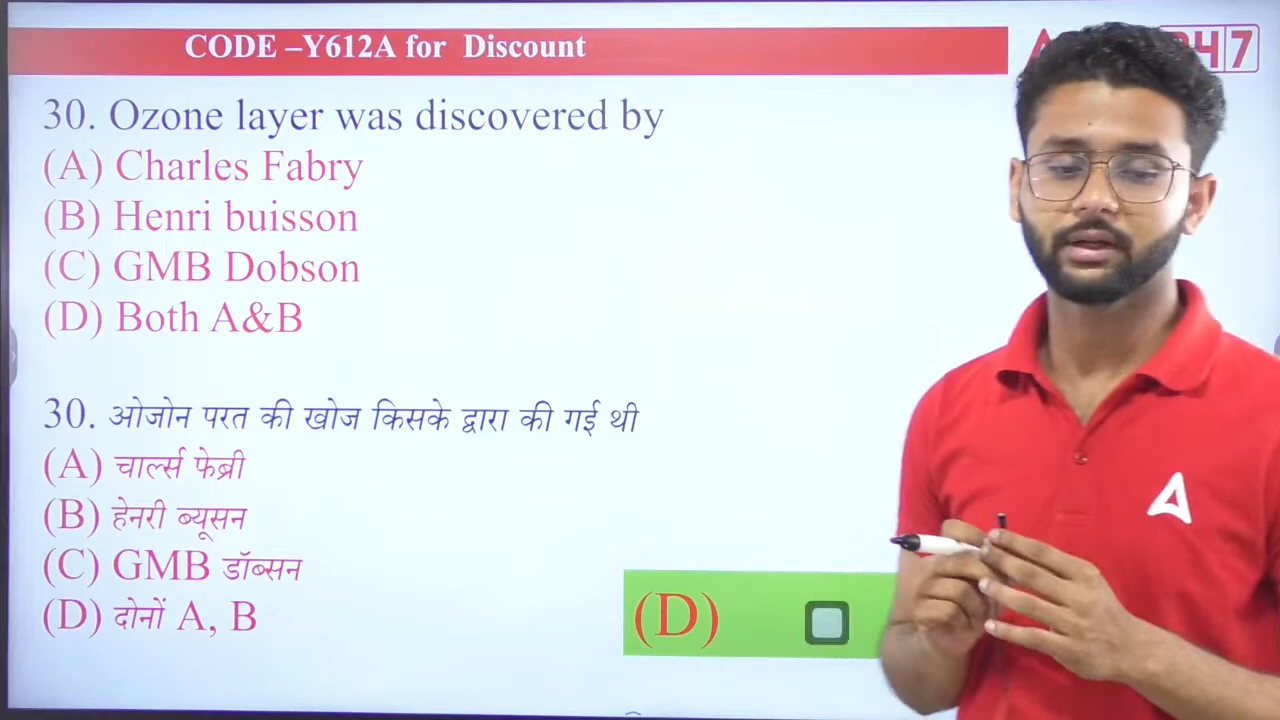 CODE –Y612A for Discount
247
30. Ozone layer was discovered by
(A) Charles Fabry
(B) Henri buisson
(C) GMB Dobson
(D) Both A&B
30. ओजोन परत की खोज किसके द्वारा की गई थी
(A) चार्ल्स फेब्री
(B) हेनरी ब्यूसन
(C) GMB डॉब्सन
(D) दोनों A, B
(D)